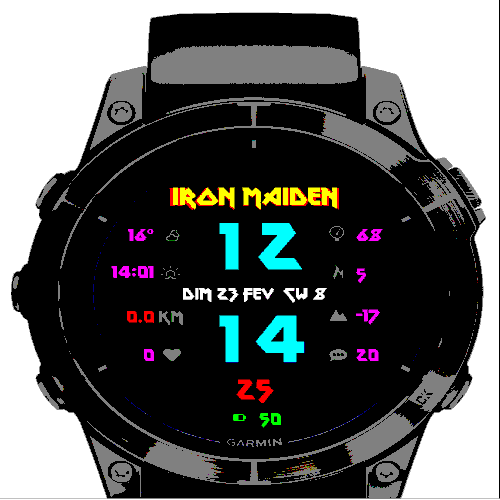 IRON MAIDEN
16° 12 68
14:01 5
DIM 23 FEV CW 8
0.0 KM 14 -17
0 20
25
50
GARMIN